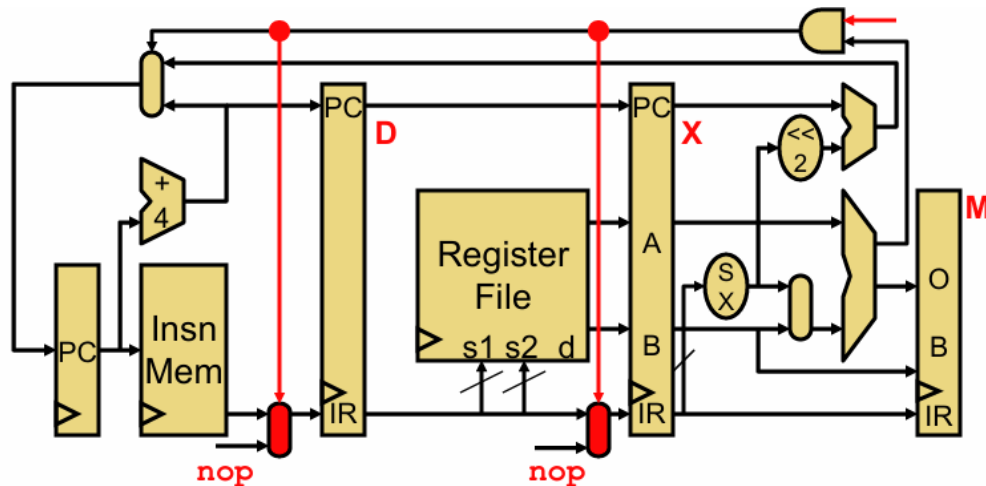 PC
D
PC
X
<<
2
+
4
M
Register
File
A
S
X
O
PC
Insn
Mem
s1 s2 d
B
B
IR
IR
IR
nop
nop